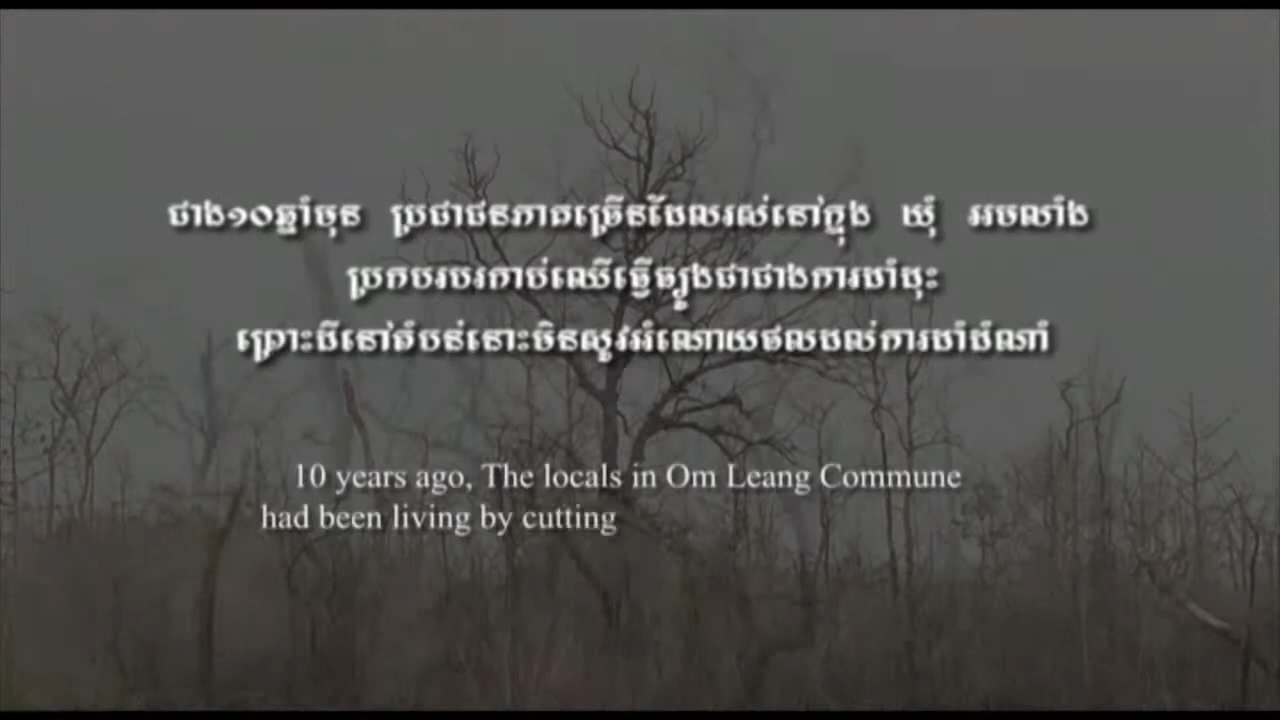 ជាង១០ឆ្នាំមុន ប្រជាជនភាគច្រើនដែលរស់នៅក្នុង ឃុំ អមលាំង
ប្រកបរបរកាប់ឈើធ្វើធ្យូងជាជាងការដាំដុះ
ព្រោះដីនៅតំបន់នោះមិនសូវអំណោយផលដល់ការដាំដំណាំ
10 years ago, The locals in Om Leang Commune
had been living by cutting